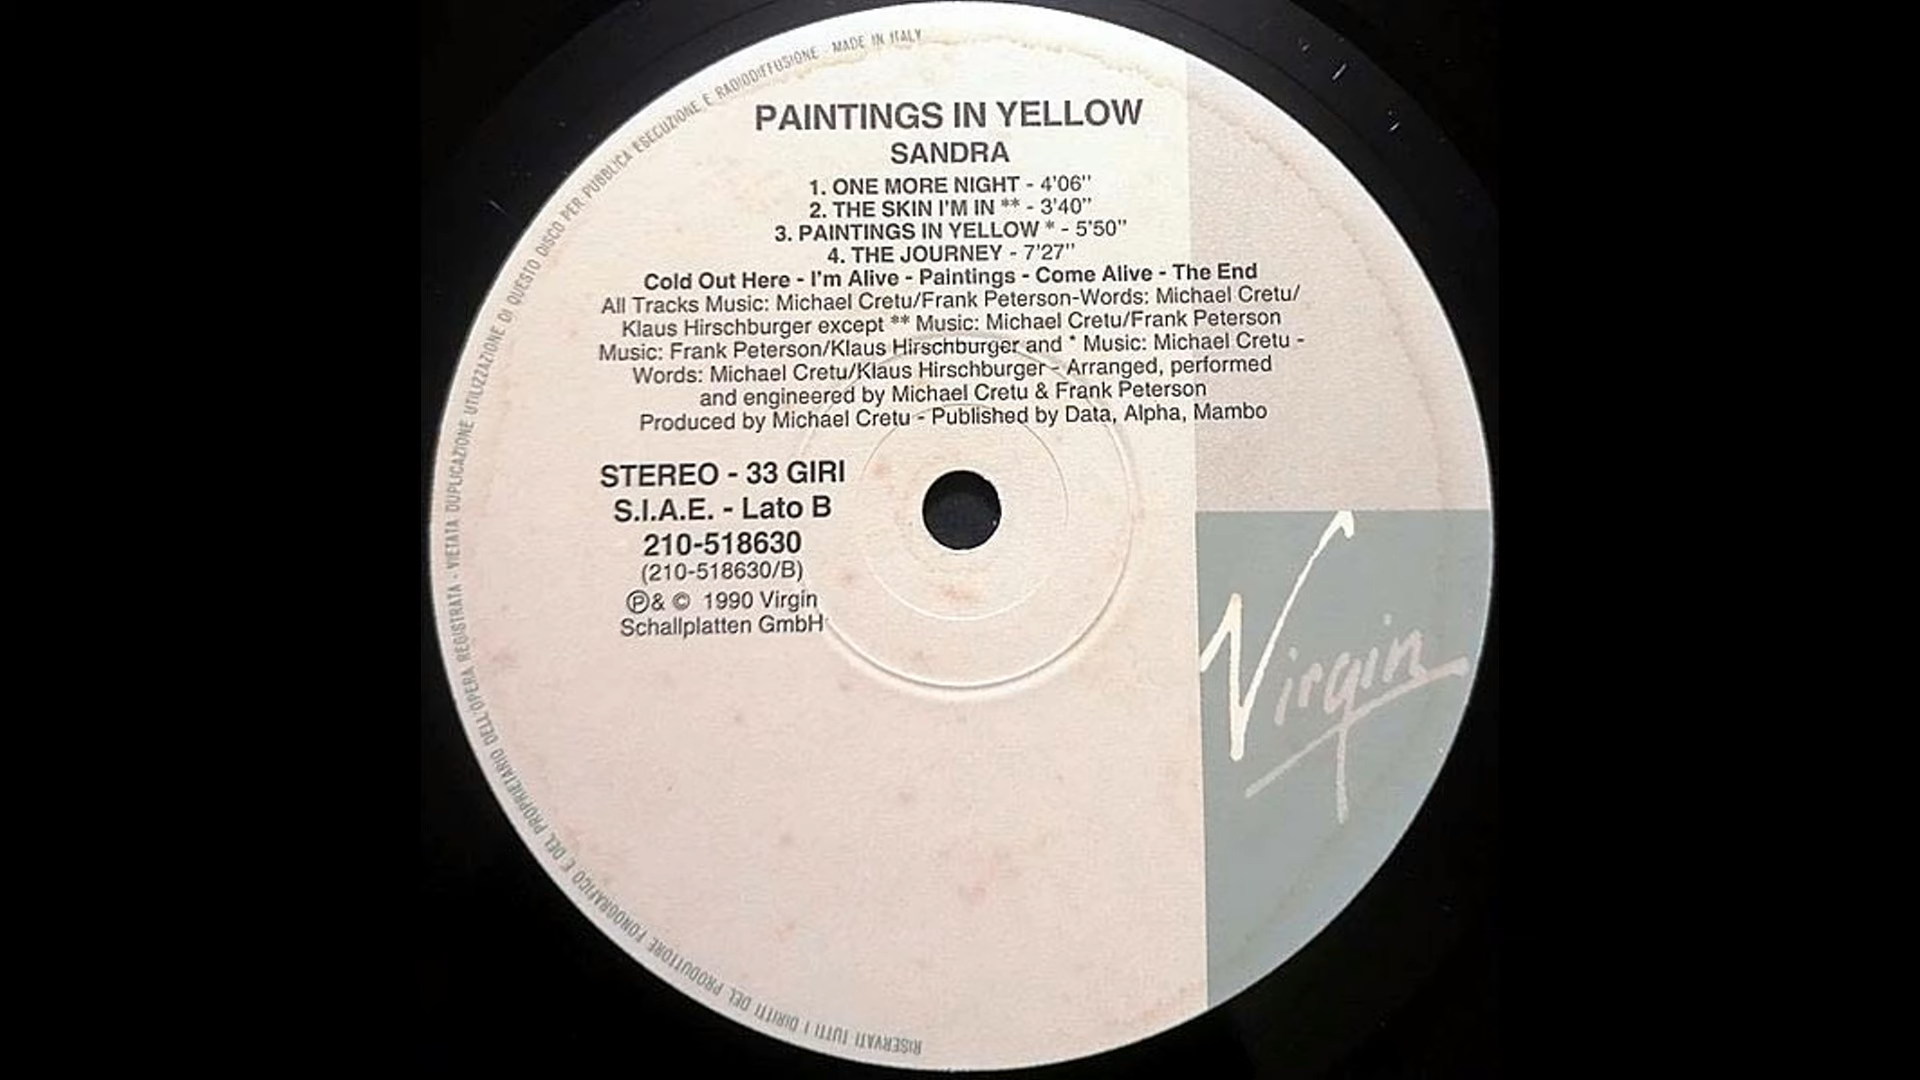 PAINTINGS IN YELLOW
SANDRA
1. ONE MORE NIGHT - 4'06"
2. THE SKIN I'M IN ** - 3'40"
3. PAINTINGS IN YELLOW * - 5'50"
4. THE JOURNEY - 7'27"
Cold Out Here - I'm Alive - Paintings - Come Alive - The End
All Tracks Music: Michael Cretu/Frank Peterson-Words: Michael Cretu/
Klaus Hirschburger except ** Music: Michael Cretu/Frank Peterson
Music: Frank Peterson/Klaus Hirschburger and * Music: Michael Cretu -
Words: Michael Cretu/Klaus Hirschburger - Arranged, performed
and engineered by Michael Cretu & Frank Peterson
Produced by Michael Cretu - Published by Data, Alpha, Mambo
STEREO - 33 GIRI
S.I.A.E. - Lato B
210-518630
(210-518630/B)
℗& © 1990 Virgin
Schallplatten GmbH
Virgin
RISERVATI TUTTI I DIRITTI DEL PRODUTTORE FONOGRAFICO E DEL PROPRIETARIO DELL'OPERA REGISTRATA - VIETATA DUPLICAZIONE UTILIZZAZIONE DI QUESTO DISCO PER PUBBLICA ESECUZIONE E RADIODIFFUSIONE - MADE IN ITALY